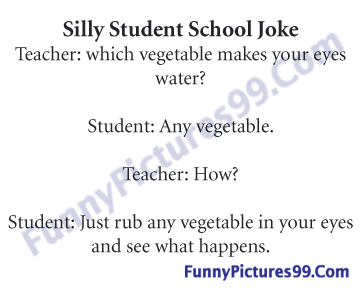 Silly Student School Joke
Teacher: which vegetable makes your eyes
water?
Student: Any vegetable.
Teacher: How?
Student: Just rub any vegetable in your eyes
and see what happens.
FunnyPictures99.Com
FunnyPictures99.Com